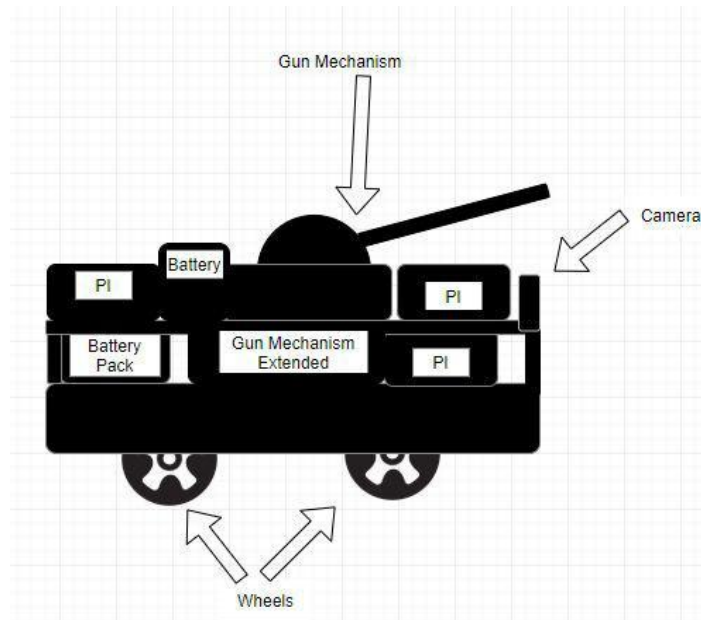 Gun Mechanism
Camera
Battery
PI
PI
Battery
Pack
Gun Mechanism
Extended
PI
Wheels